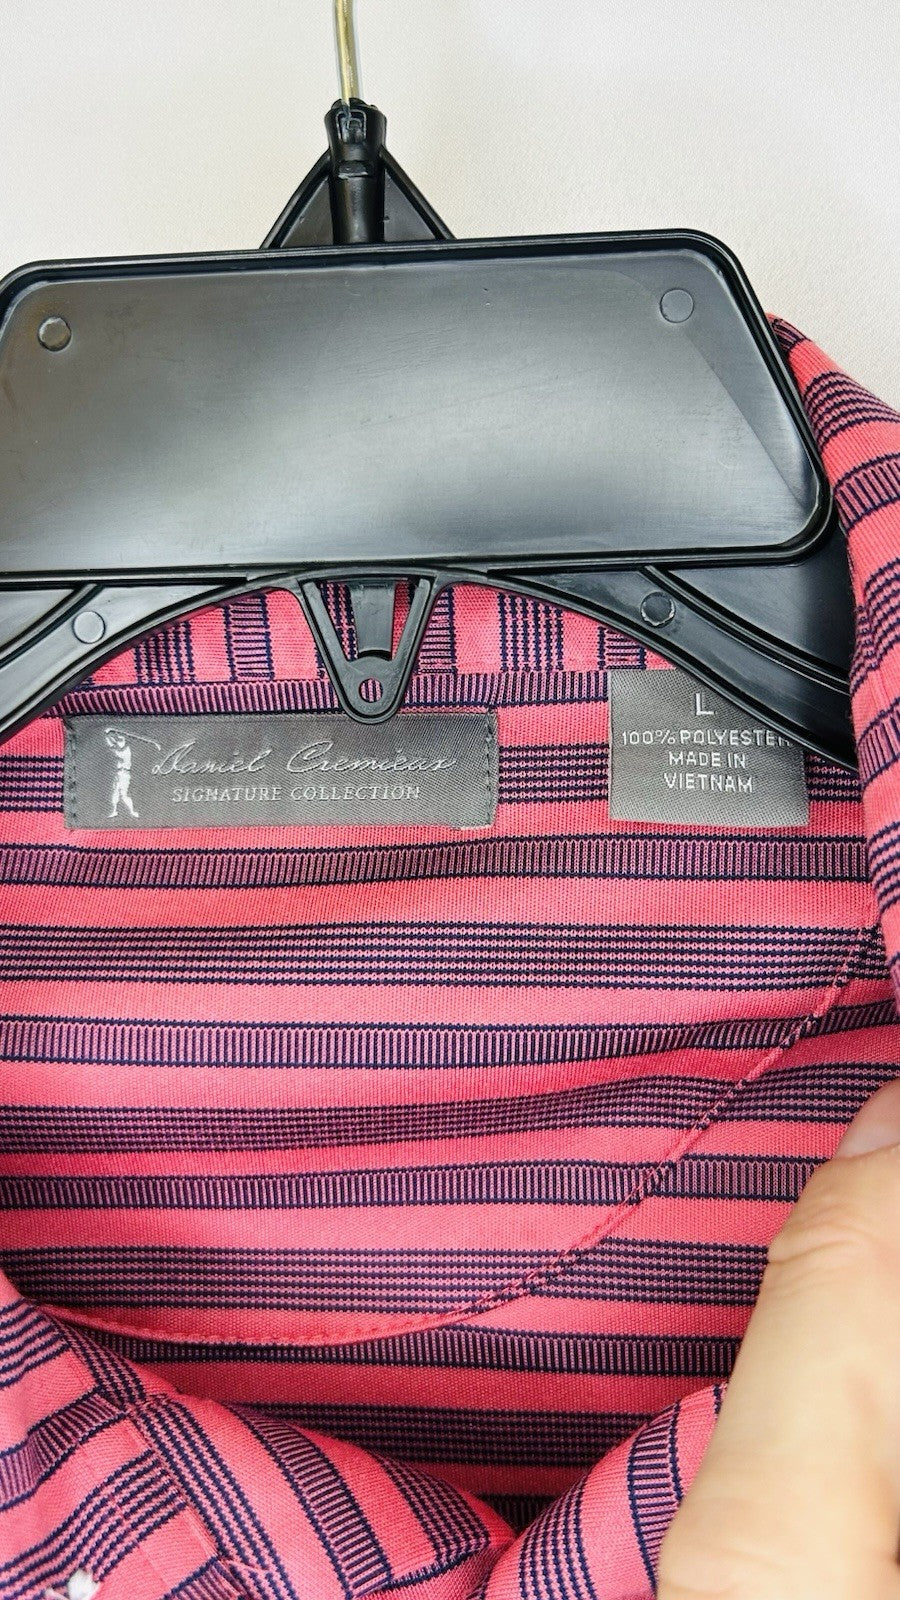 Daniel Cremieux
SIGNATURE COLLECTION
L
100% POLYESTER
MADE IN
VIETNAM